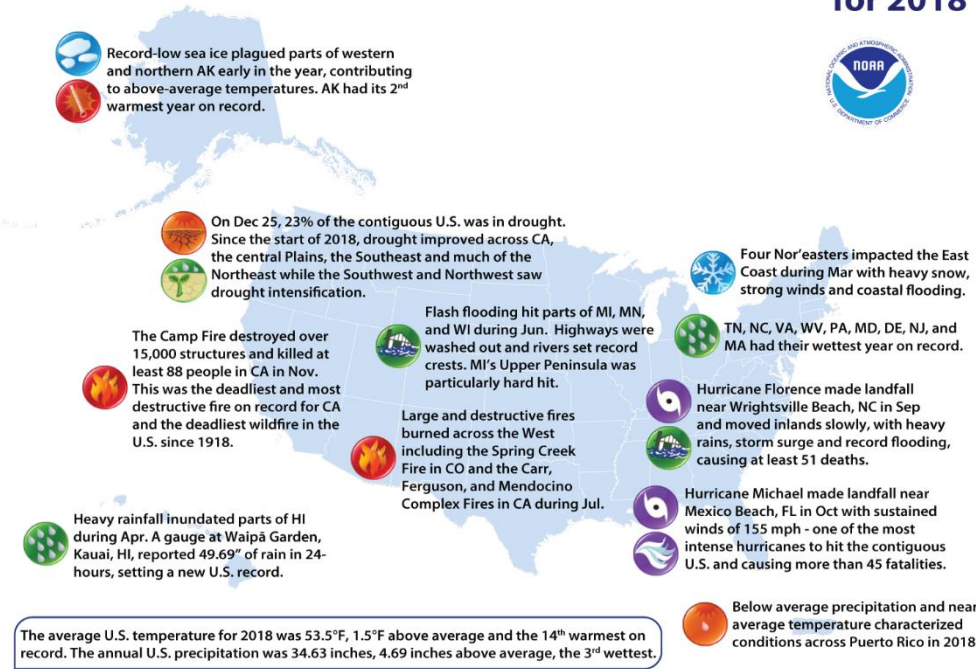 for 2018
NOAA
NATIONAL OCEANIC AND ATMOSPHERIC ADMINISTRATION
U.S. DEPARTMENT OF COMMERCE
Record-low sea ice plagued parts of western
and northern AK early in the year, contributing
to above-average temperatures. AK had its 2nd
warmest year on record.
On Dec 25, 23% of the contiguous U.S. was in drought.
Since the start of 2018, drought improved across CA,
the central Plains, the Southeast and much of the
Northeast while the Southwest and Northwest saw
drought intensification.
Four Nor'easters impacted the East
Coast during Mar with heavy snow,
strong winds and coastal flooding.
Flash flooding hit parts of MI, MN,
and WI during Jun. Highways were
washed out and rivers set record
crests. MI's Upper Peninsula was
particularly hard hit.
TN, NC, VA, WV, PA, MD, DE, NJ, and
MA had their wettest year on record.
The Camp Fire destroyed over
15,000 structures and killed at
least 88 people in CA in Nov.
This was the deadliest and most
destructive fire on record for CA
and the deadliest wildfire in the
U.S. since 1918.
Hurricane Florence made landfall
near Wrightsville Beach, NC in Sep
and moved inlands slowly, with heavy
rains, storm surge and record flooding,
causing at least 51 deaths.
Large and destructive fires
burned across the West
including the Spring Creek
Fire in CO and the Carr,
Ferguson, and Mendocino
Complex Fires in CA during Jul.
Hurricane Michael made landfall near
Mexico Beach, FL in Oct with sustained
winds of 155 mph - one of the most
intense hurricanes to hit the contiguous
U.S. and causing more than 45 fatalities.
Heavy rainfall inundated parts of HI
during Apr. A gauge at Waipā Garden,
Kauai, HI, reported 49.69" of rain in 24-
hours, setting a new U.S. record.
Below average precipitation and near
average temperature characterized
conditions across Puerto Rico in 2018
The average U.S. temperature for 2018 was 53.5°F, 1.5°F above average and the 14th warmest on
record. The annual U.S. precipitation was 34.63 inches, 4.69 inches above average, the 3rd wettest.